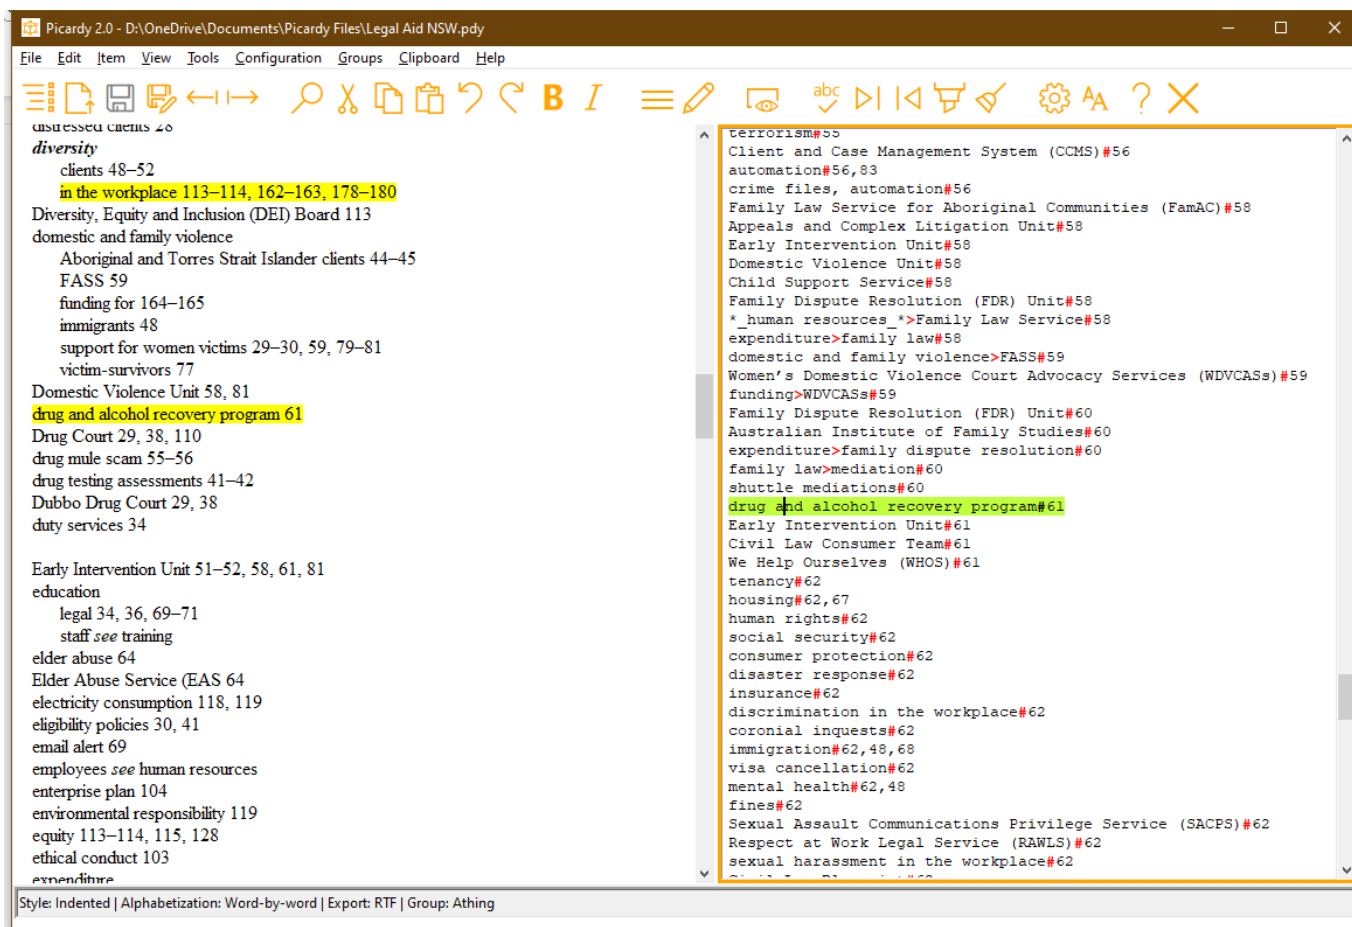 Picardy 2.0 - D:\OneDrive\Documents\Picardy Files\Legal Aid NSW.pdy
File Edit Item View Tools Configuration Groups Clipboard Help
B I abc AA ?
distressed clients 28
diversity
clients 48–52
in the workplace 113–114, 162–163, 178–180
Diversity, Equity and Inclusion (DEI) Board 113
domestic and family violence
Aboriginal and Torres Strait Islander clients 44–45
FASS 59
funding for 164–165
immigrants 48
support for women victims 29–30, 59, 79–81
victim-survivors 77
Domestic Violence Unit 58, 81
drug and alcohol recovery program 61
Drug Court 29, 38, 110
drug mule scam 55–56
drug testing assessments 41–42
Dubbo Drug Court 29, 38
duty services 34
Early Intervention Unit 51–52, 58, 61, 81
education
legal 34, 36, 69–71
staff see training
elder abuse 64
Elder Abuse Service (EAS 64
electricity consumption 118, 119
eligibility policies 30, 41
email alert 69
employees see human resources
enterprise plan 104
environmental responsibility 119
equity 113–114, 115, 128
ethical conduct 103
expenditure
terrorism#55
Client and Case Management System (CCMS)#56
automation#56,83
crime files, automation#56
Family Law Service for Aboriginal Communities (FamAC)#58
Appeals and Complex Litigation Unit#58
Early Intervention Unit#58
Domestic Violence Unit#58
Child Support Service#58
Family Dispute Resolution (FDR) Unit#58
*_human resources_*>Family Law Service#58
expenditure>family law#58
domestic and family violence>FASS#59
Women's Domestic Violence Court Advocacy Services (WDVCASs)#59
funding>WDVCASs#59
Family Dispute Resolution (FDR) Unit#60
Australian Institute of Family Studies#60
expenditure>family dispute resolution#60
family law>mediation#60
shuttle mediations#60
drug and alcohol recovery program#61
Early Intervention Unit#61
Civil Law Consumer Team#61
We Help Ourselves (WHOS)#61
tenancy#62
housing#62,67
human rights#62
social security#62
consumer protection#62
disaster response#62
insurance#62
discrimination in the workplace#62
coronial inquests#62
immigration#62,48,68
visa cancellation#62
mental health#62,48
fines#62
Sexual Assault Communications Privilege Service (SACPS)#62
Respect at Work Legal Service (RAWLS)#62
sexual harassment in the workplace#62
Style: Indented | Alphabetization: Word-by-word | Export: RTF | Group: Athing